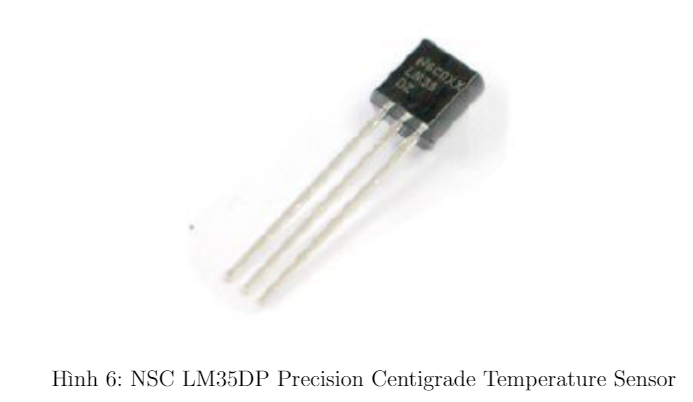 LM35
DZ
Hình 6: NSC LM35DP Precision Centigrade Temperature Sensor